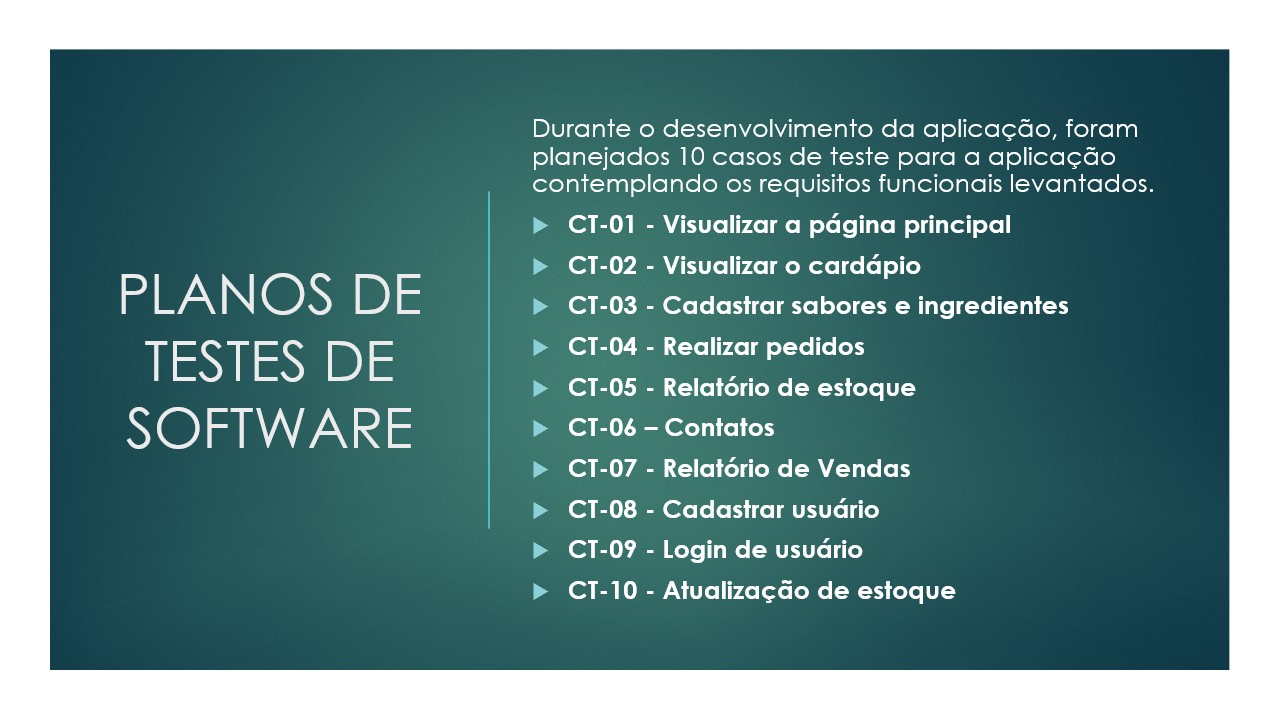 PLANOS DE
TESTES DE
SOFTWARE
Durante o desenvolvimento da aplicação, foram
planejados 10 casos de teste para a aplicação
contemplando os requisitos funcionais levantados.
CT-01 - Visualizar a página principal
CT-02 - Visualizar o cardápio
CT-03 - Cadastrar sabores e ingredientes
CT-04 - Realizar pedidos
CT-05 - Relatório de estoque
CT-06 – Contatos
CT-07 - Relatório de Vendas
CT-08 - Cadastrar usuário
CT-09 - Login de usuário
CT-10 - Atualização de estoque